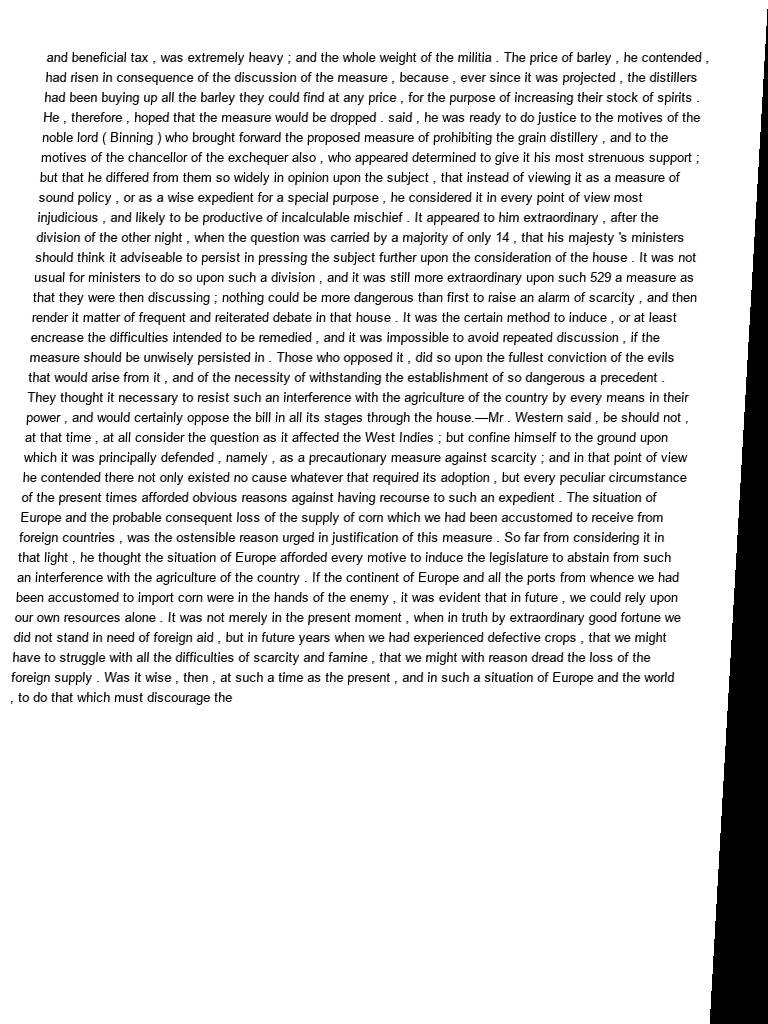 and beneficial tax , was extremely heavy ; and the whole weight of the militia . The price of barley , he contended ,
had risen in consequence of the discussion of the measure , because , ever since it was projected , the distillers
had been buying up all the barley they could find at any price , for the purpose of increasing their stock of spirits .
He , therefore , hoped that the measure would be dropped . said , he was ready to do justice to the motives of the
noble lord ( Binning ) who brought forward the proposed measure of prohibiting the grain distillery , and to the
motives of the chancellor of the exchequer also , who appeared determined to give it his most strenuous support ;
but that he differed from them so widely in opinion upon the subject , that instead of viewing it as a measure of
sound policy , or as a wise expedient for a special purpose , he considered it in every point of view most
injudicious , and likely to be productive of incalculable mischief . It appeared to him extraordinary , after the
division of the other night , when the question was carried by a majority of only 14 , that his majesty 's ministers
should think it adviseable to persist in pressing the subject further upon the consideration of the house . It was not
usual for ministers to do so upon such a division , and it was still more extraordinary upon such 529 a measure as
that they were then discussing ; nothing could be more dangerous than first to raise an alarm of scarcity , and then
render it matter of frequent and reiterated debate in that house . It was the certain method to induce , or at least
encrease the difficulties intended to be remedied , and it was impossible to avoid repeated discussion , if the
measure should be unwisely persisted in . Those who opposed it , did so upon the fullest conviction of the evils
that would arise from it , and of the necessity of withstanding the establishment of so dangerous a precedent .
They thought it necessary to resist such an interference with the agriculture of the country by every means in their
power , and would certainly oppose the bill in all its stages through the house.—Mr . Western said , be should not ,
at that time , at all consider the question as it affected the West Indies ; but confine himself to the ground upon
which it was principally defended , namely , as a precautionary measure against scarcity ; and in that point of view
he contended there not only existed no cause whatever that required its adoption , but every peculiar circumstance
of the present times afforded obvious reasons against having recourse to such an expedient . The situation of
Europe and the probable consequent loss of the supply of corn which we had been accustomed to receive from
foreign countries , was the ostensible reason urged in justification of this measure . So far from considering it in
that light , he thought the situation of Europe afforded every motive to induce the legislature to abstain from such
an interference with the agriculture of the country . If the continent of Europe and all the ports from whence we had
been accustomed to import corn were in the hands of the enemy , it was evident that in future , we could rely upon
our own resources alone . It was not merely in the present moment , when in truth by extraordinary good fortune we
did not stand in need of foreign aid , but in future years when we had experienced defective crops , that we might
have to struggle with all the difficulties of scarcity and famine , that we might with reason dread the loss of the
foreign supply . Was it wise , then , at such a time as the present , and in such a situation of Europe and the world
, to do that which must discourage the